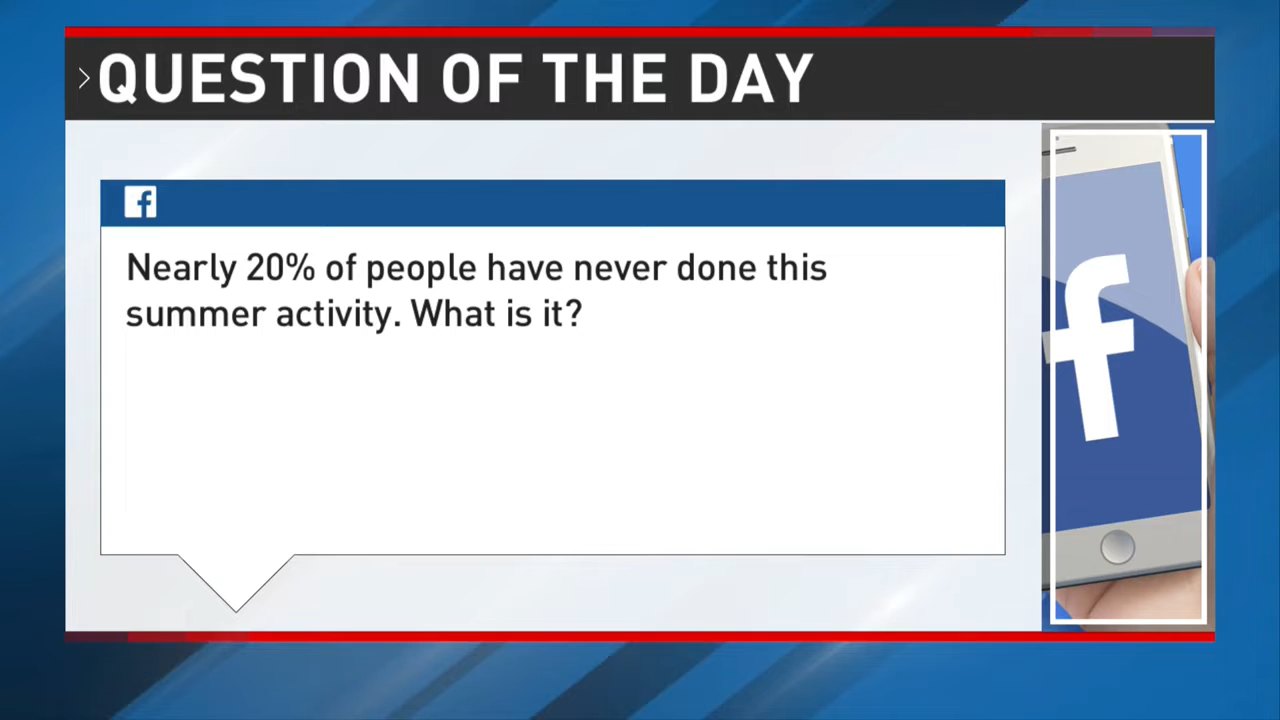 QUESTION OF THE DAY
Nearly 20% of people have never done this
summer activity. What is it?